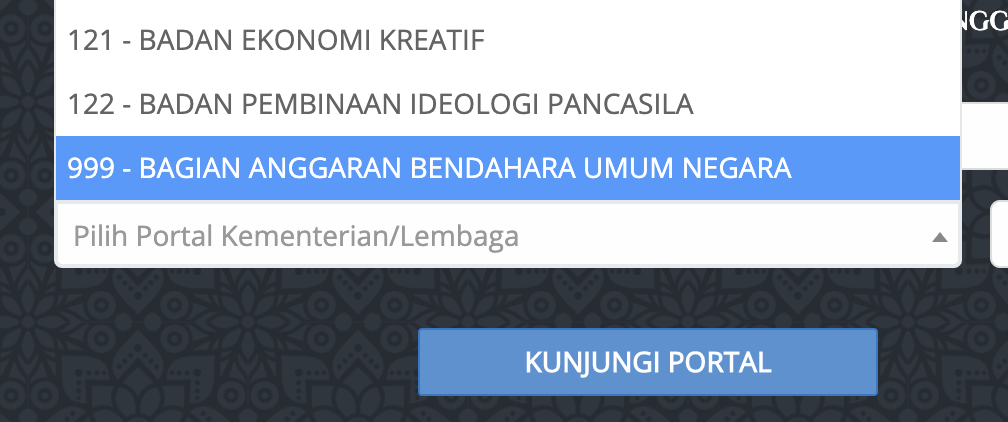 121 - BADAN EKONOMI KREATIF
122 - BADAN PEMBINAAN IDEOLOGI PANCASILA
999 - BAGIAN ANGGARAN BENDAHARA UMUM NEGARA
Pilih Portal Kementerian/Lembaga
KUNJUNGI PORTAL